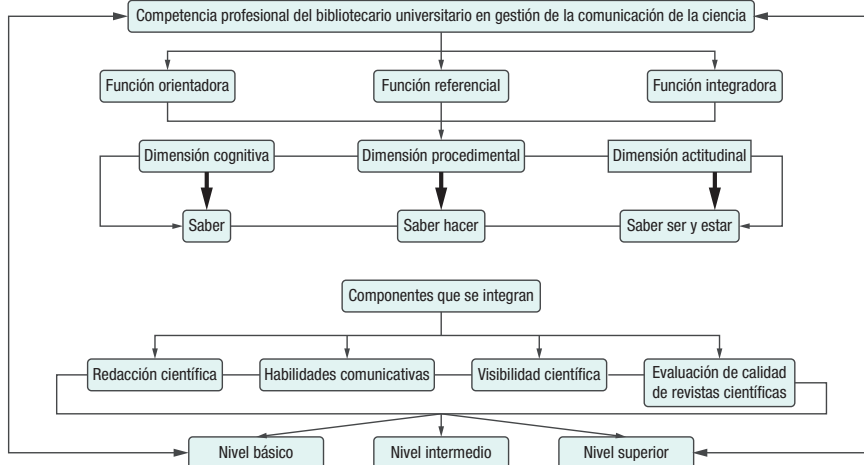 Competencia profesional del bibliotecario universitario en gestión de la comunicación de la ciencia
Función orientadora
Función referencial
Función integradora
Dimensión cognitiva
Dimensión procedimental
Dimensión actitudinal
Saber
Saber hacer
Saber ser y estar
Componentes que se integran
Redacción científica
Habilidades comunicativas
Visibilidad científica
Evaluación de calidad
de revistas científicas
Nivel básico
Nivel intermedio
Nivel superior